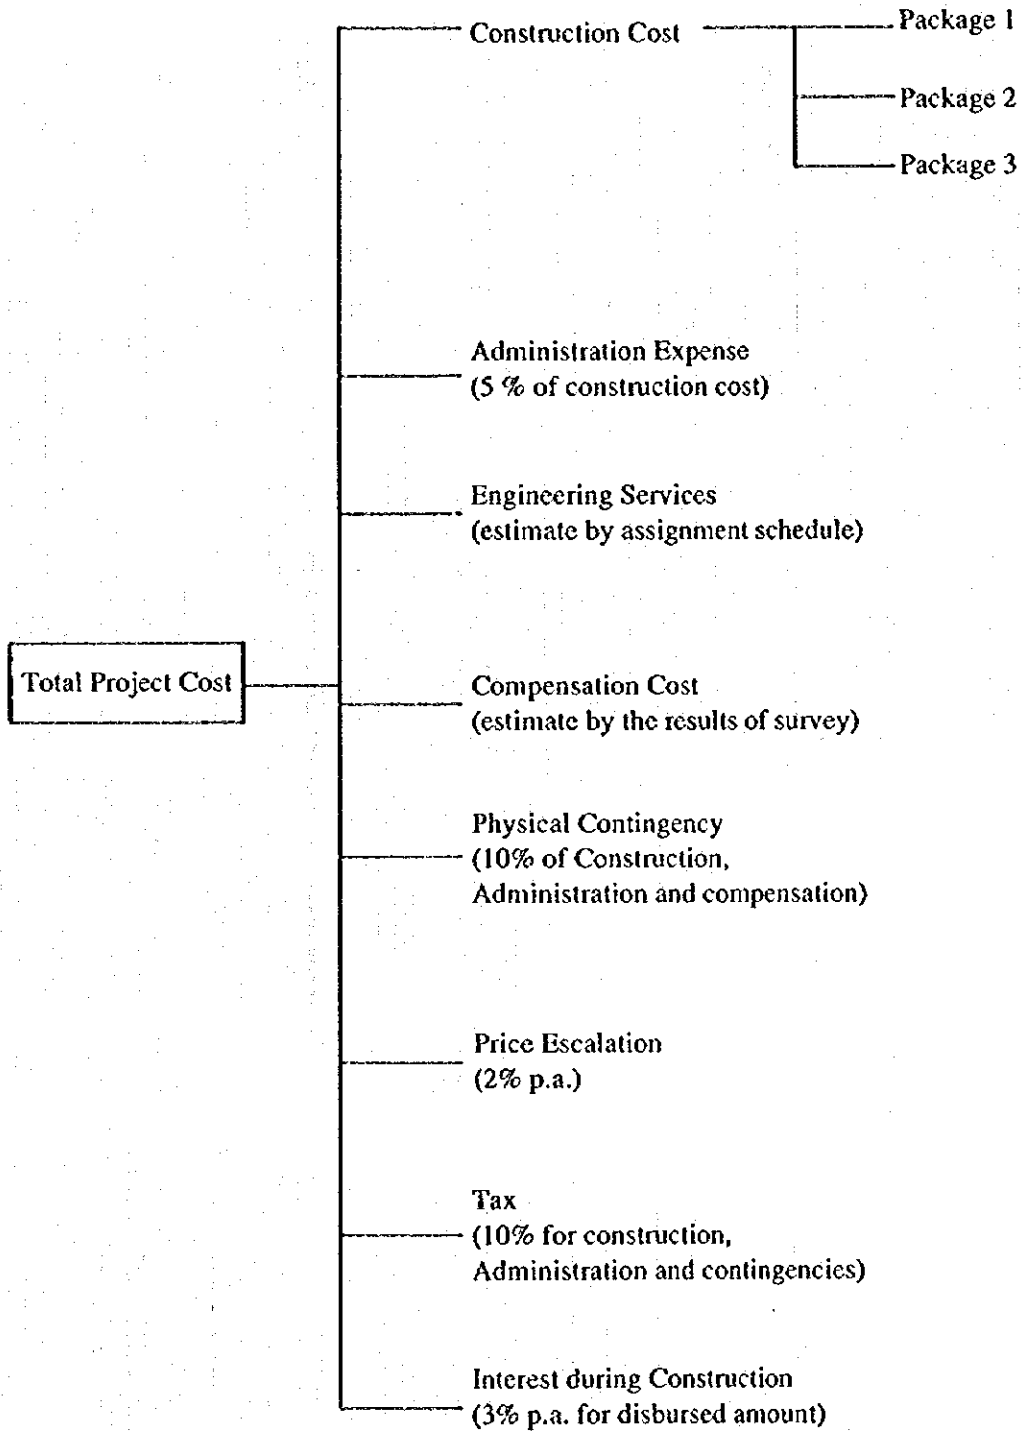 Construction Cost
Package 1
Package 2
Package 3
Administration Expense
(5 % of construction cost)
Engineering Services
(estimate by assignment schedule)
Total Project Cost
Compensation Cost
(estimate by the results of survey)
Physical Contingency
(10% of Construction,
Administration and compensation)
Price Escalation
(2% p.a.)
Tax
(10% for construction,
Administration and contingencies)
Interest during Construction
(3% p.a. for disbursed amount)